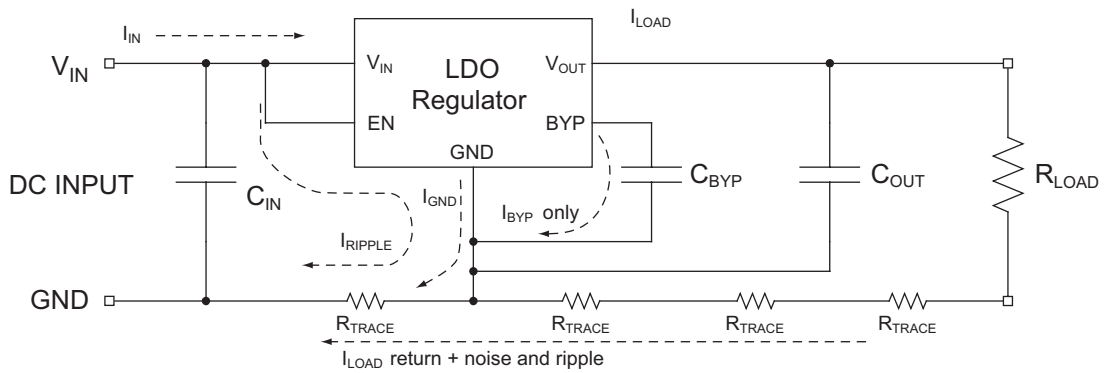 I_LOAD
I_IN
V_IN
V_IN
LDO
Regulator
V_OUT
EN
BYP
GND
DC INPUT
C_IN
I_GND
C_BYP
C_OUT
R_LOAD
I_BYP only
I_RIPPLE
GND
R_TRACE
R_TRACE
R_TRACE
R_TRACE
I_LOAD return + noise and ripple